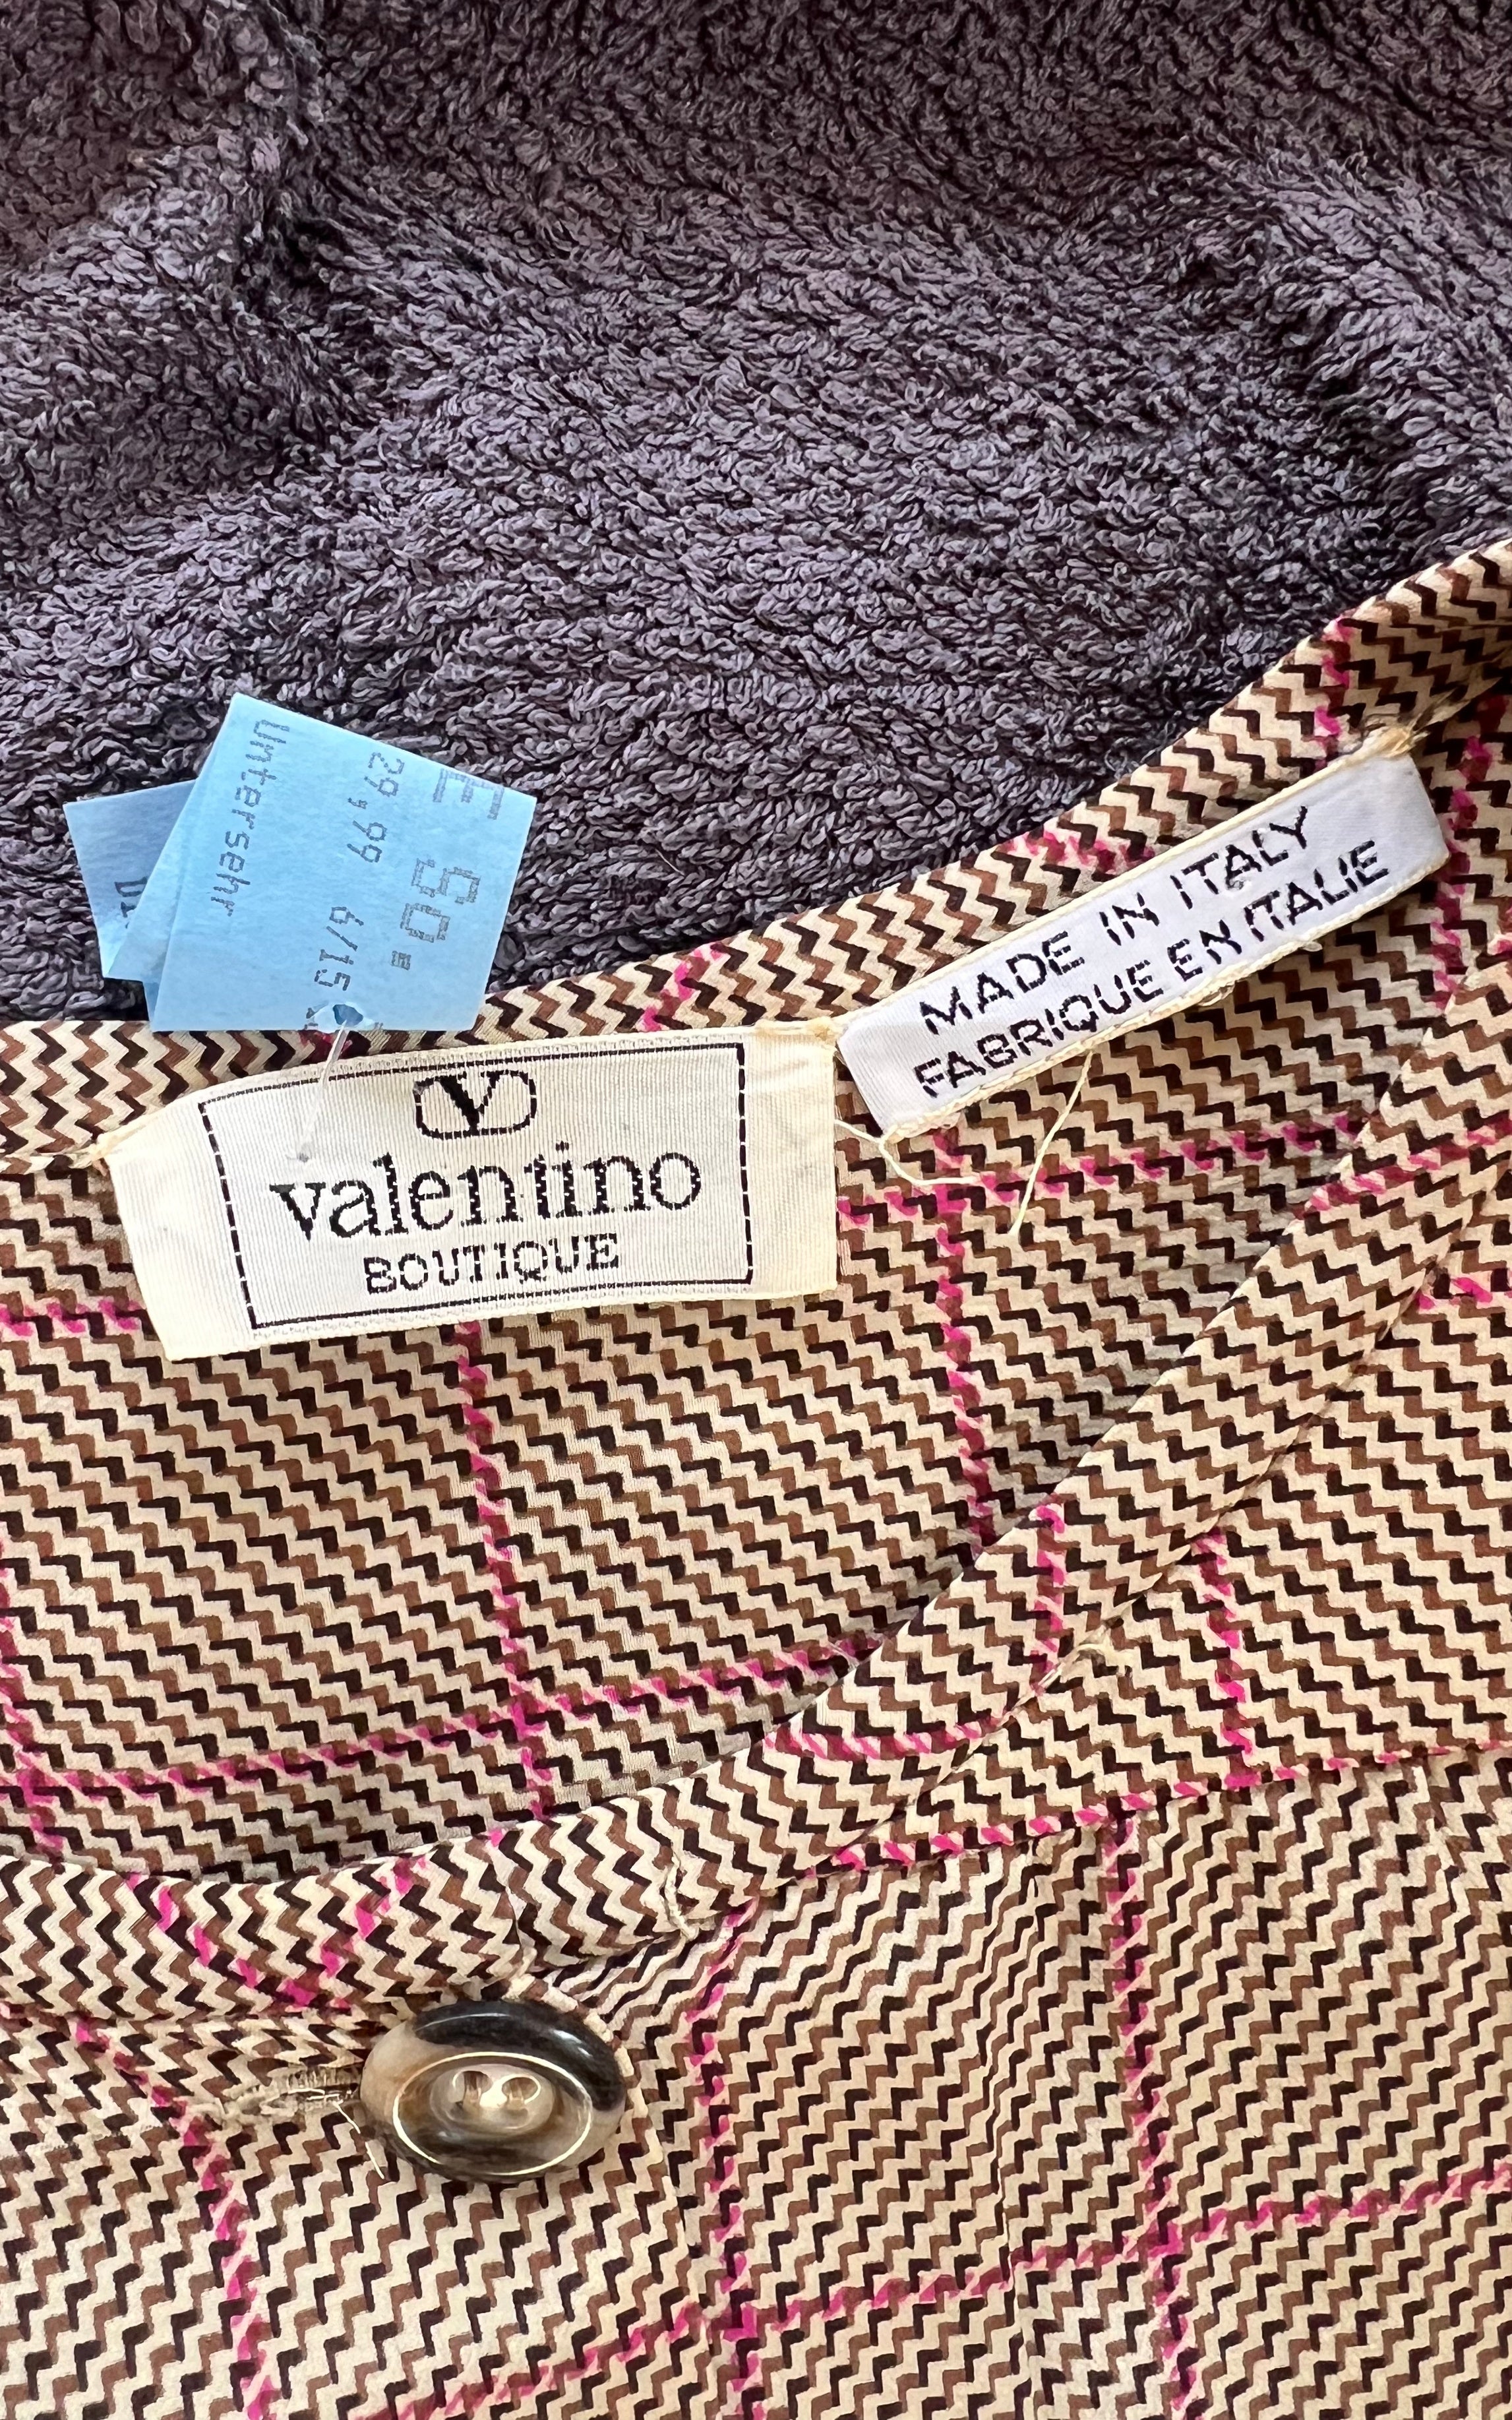 Untersehr
29,99 6/15
50.
V
valentino
BOUTIQUE
MADE IN ITALY
FABRIQUE EN ITALIE